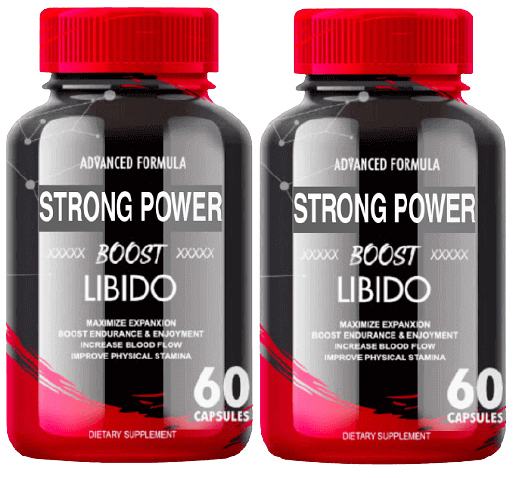 ADVANCED FORMULA
STRONG POWER
XXXXX BOOST XXXXX
LIBIDO
MAXIMIZE EXPANXION
BOOST ENDURANCE & ENJOYMENT
INCREASE BLOOD FLOW
IMPROVE PHYSICAL STAMINA
60
CAPSULES
DIETARY SUPPLEMENT
ADVANCED FORMULA
STRONG POWER
XXXXX BOOST XXXXX
LIBIDO
MAXIMIZE EXPANXION
BOOST ENDURANCE & ENJOYMENT
INCREASE BLOOD FLOW
IMPROVE PHYSICAL STAMINA
60
CAPSULES
DIETARY SUPPLEMENT